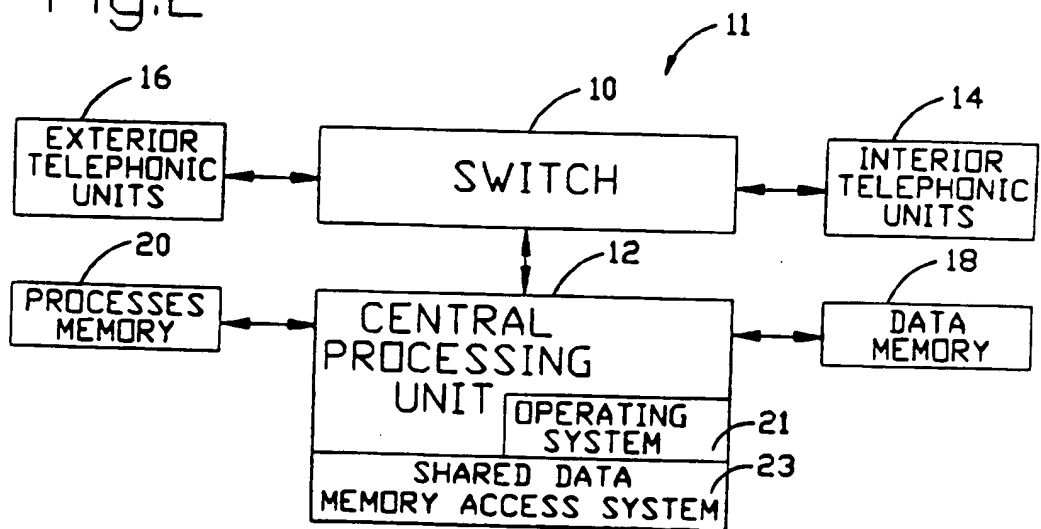 Fig.2
11
16
10
14
EXTERIOR
TELEPHONIC
UNITS
SWITCH
INTERIOR
TELEPHONIC
UNITS
20
12
18
PROCESSES
MEMORY
CENTRAL
PROCESSING
UNIT
DATA
MEMORY
OPERATING
SYSTEM
21
SHARED DATA
MEMORY ACCESS SYSTEM
23